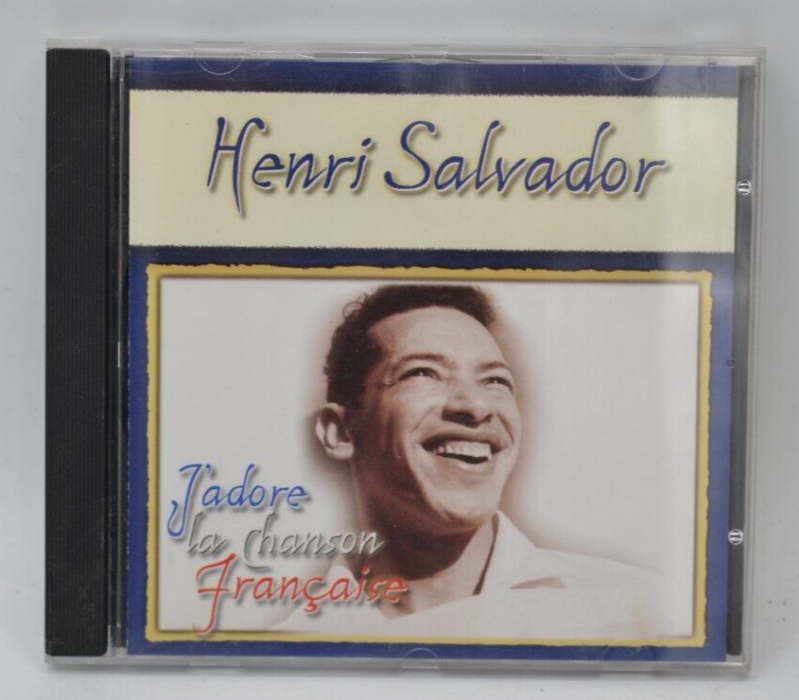 Henri Salvador
J'adore
la chanson
Française